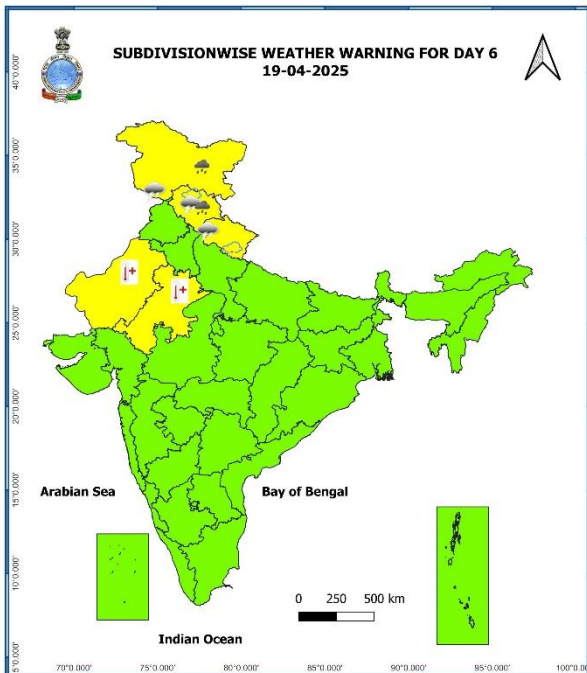 SUBDIVISIONWISE WEATHER WARNING FOR DAY 6
19-04-2025
40°0.000'
35°0.000'
30°0.000'
25°0.000'
20°0.000'
15°0.000'
10°0.000'
5°0.000'
Arabian Sea
Bay of Bengal
0 250 500 km
Indian Ocean
70°0.000' 75°0.000' 80°0.000' 85°0.000' 90°0.000' 95°0.000' 100°0.00